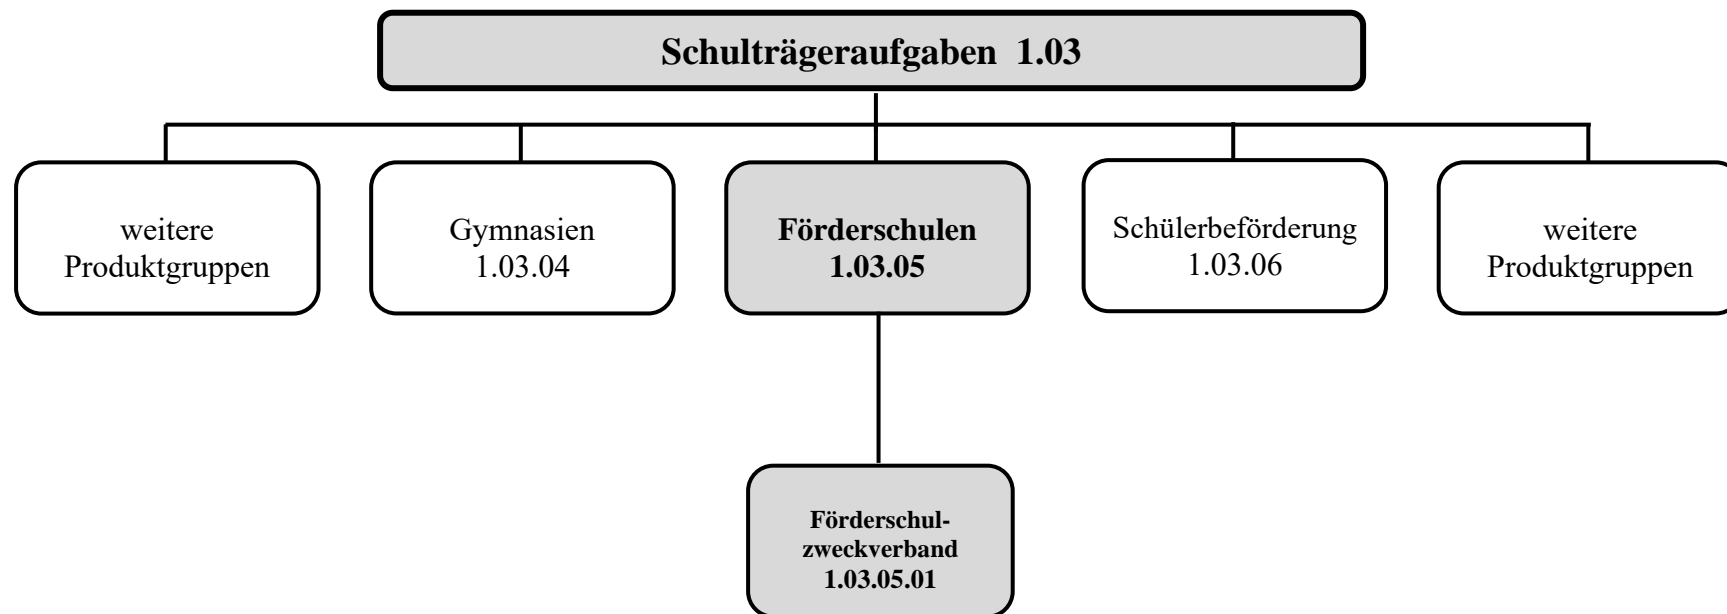 Schulträgeraufgaben 1.03
weitere
Produktgruppen
Gymnasien
1.03.04
Förderschulen
1.03.05
Schülerbeförderung
1.03.06
weitere
Produktgruppen
Förderschul-
zweckverband
1.03.05.01